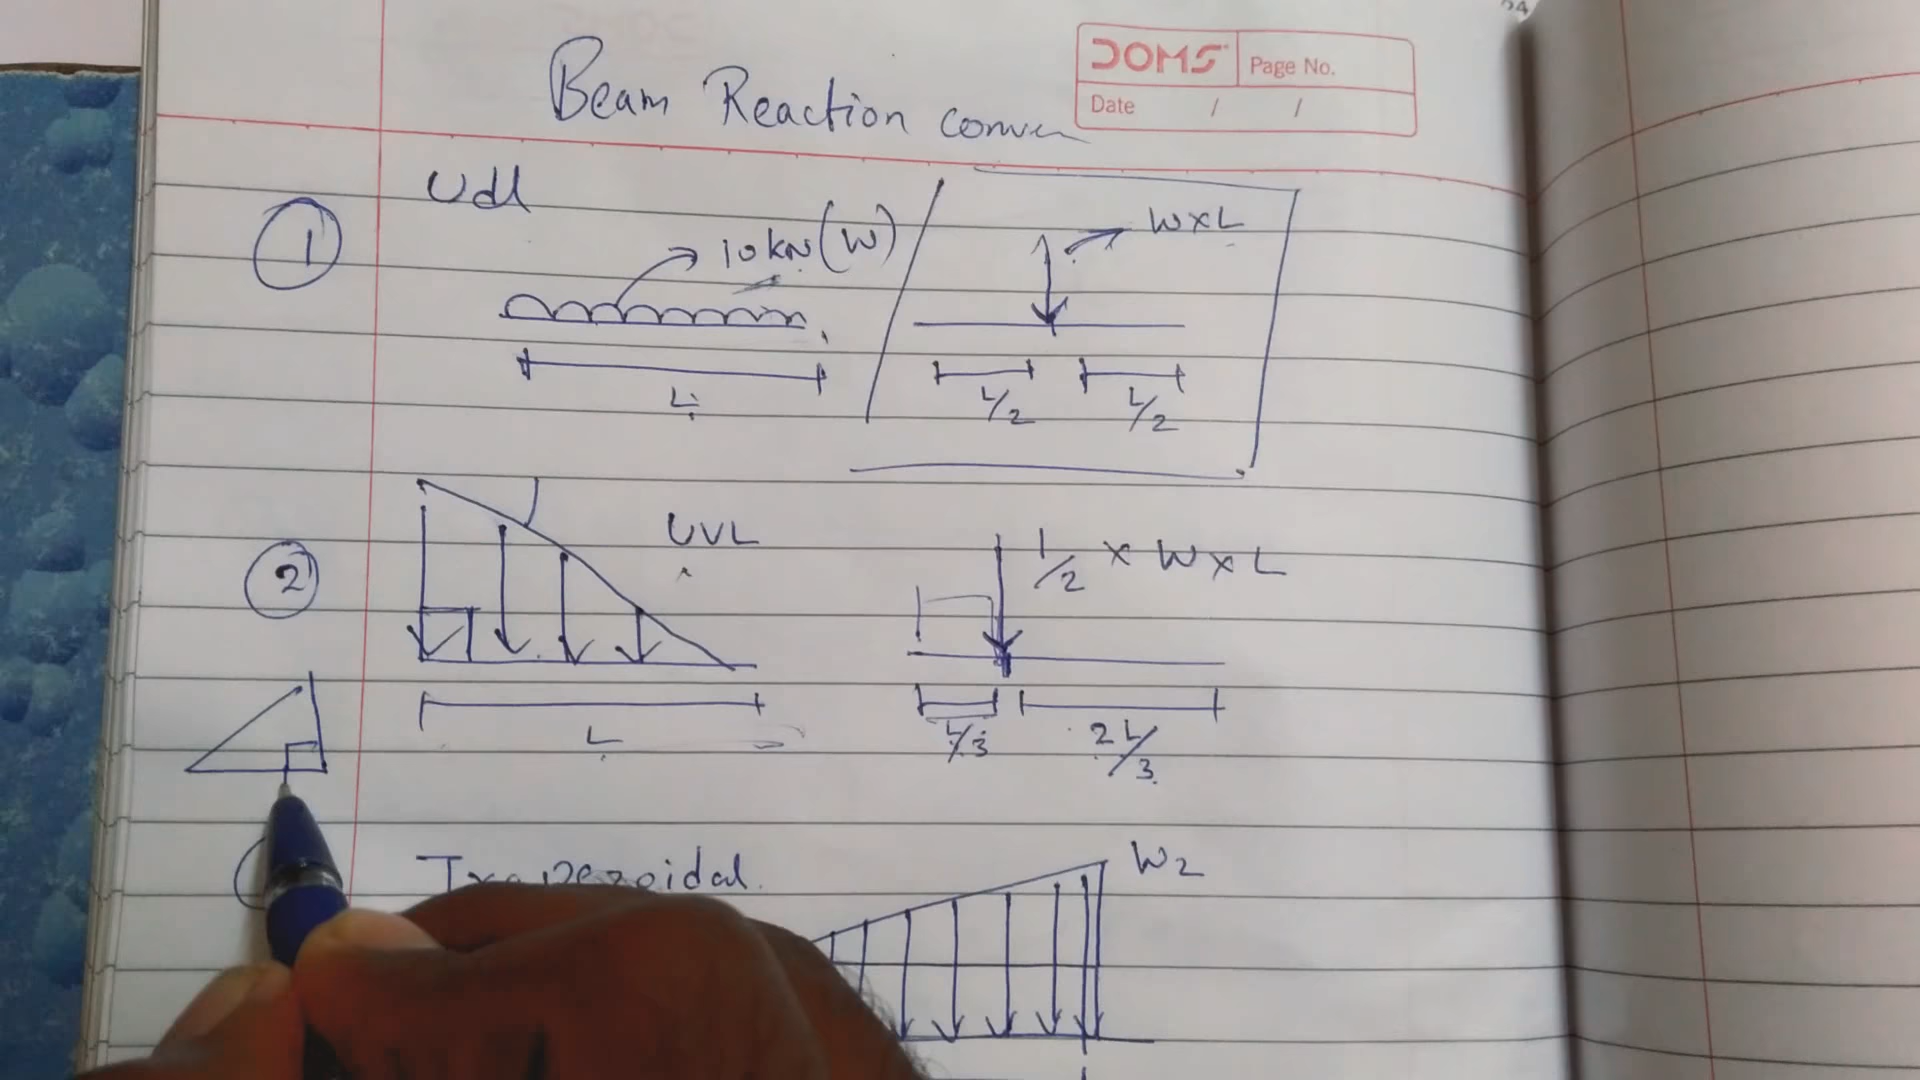 Beam Reaction conven
DOMS
Page No.
Date / /
1
Udl
10 kN (W)
L
W x L
L/2 L/2
2
UVL
L
1/2 x W x L
L/3 2L/3
Trapezoidal
W2